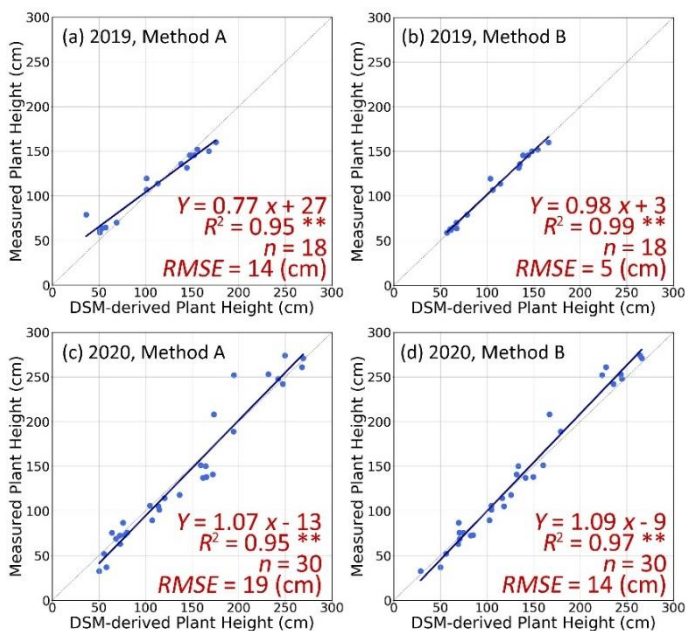 (a) 2019, Method A
Measured Plant Height (cm)
300
250
200
150
100
50
0
Y = 0.77 x + 27
R² = 0.95 **
n = 18
RMSE = 14 (cm)
0 50 100 150 200 250 300
DSM-derived Plant Height (cm)
(b) 2019, Method B
Measured Plant Height (cm)
300
250
200
150
100
50
0
Y = 0.98 x + 3
R² = 0.99 **
n = 18
RMSE = 5 (cm)
0 50 100 150 200 250 300
DSM-derived Plant Height (cm)
(c) 2020, Method A
Measured Plant Height (cm)
300
250
200
150
100
50
0
Y = 1.07 x - 13
R² = 0.95 **
n = 30
RMSE = 19 (cm)
0 50 100 150 200 250 300
DSM-derived Plant Height (cm)
(d) 2020, Method B
Measured Plant Height (cm)
300
250
200
150
100
50
0
Y = 1.09 x - 9
R² = 0.97 **
n = 30
RMSE = 14 (cm)
0 50 100 150 200 250 300
DSM-derived Plant Height (cm)